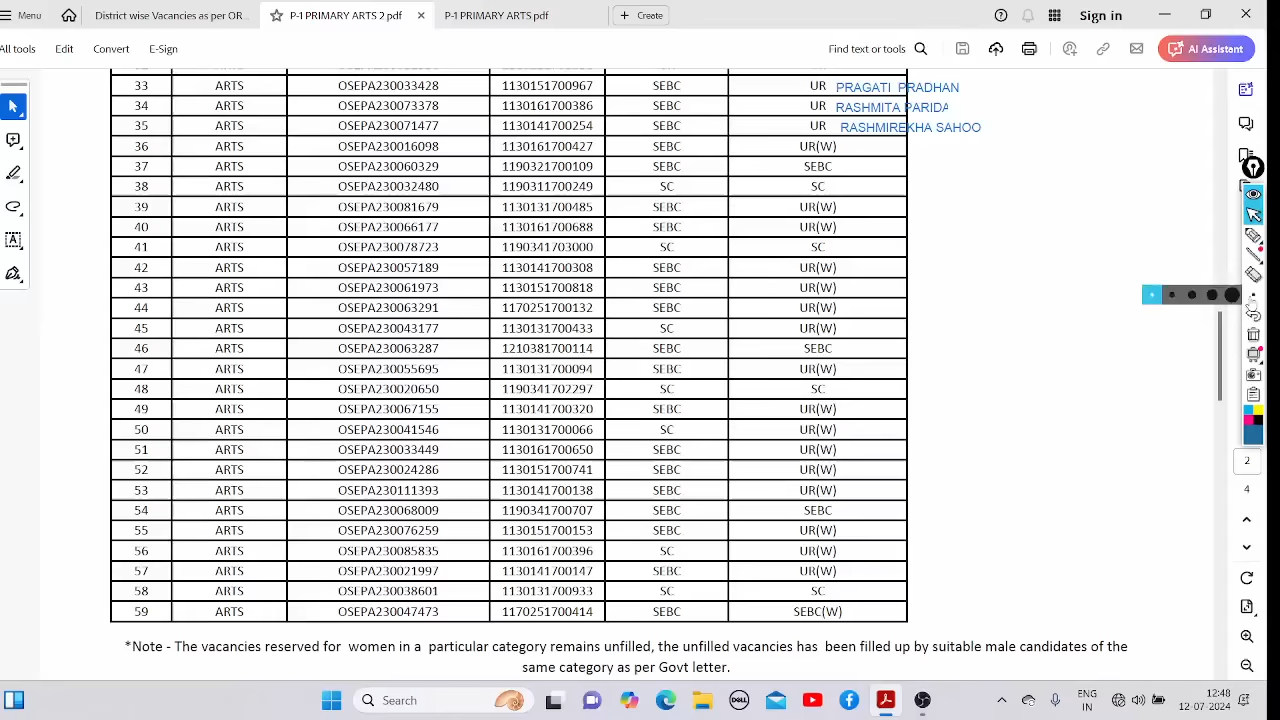 Menu District wise Vacancies as per OR... P-1 PRIMARY ARTS 2.pdf P-1 PRIMARY ARTS.pdf Create Sign in
All tools Edit Convert E-Sign Find text or tools AI Assistant
33 ARTS OSEPA230033428 1130151700967 SEBC UR PRAGATI PRADHAN
34 ARTS OSEPA230073378 1130161700386 SEBC UR RASHMITA PARIDA
35 ARTS OSEPA230071477 1130141700254 SEBC UR RASHMIREKHA SAHOO
36 ARTS OSEPA230016098 1130161700427 SEBC UR(W)
37 ARTS OSEPA230060329 1190321700109 SEBC SEBC
38 ARTS OSEPA230032480 1190311700249 SC SC
39 ARTS OSEPA230081679 1130131700485 SEBC UR(W)
40 ARTS OSEPA230066177 1130161700688 SEBC UR(W)
41 ARTS OSEPA230078723 1190341703000 SC SC
42 ARTS OSEPA230057189 1130141700308 SEBC UR(W)
43 ARTS OSEPA230061973 1130151700818 SEBC UR(W)
44 ARTS OSEPA230063291 1170251700132 SEBC UR(W)
45 ARTS OSEPA230043177 1130131700433 SC UR(W)
46 ARTS OSEPA230063287 1210381700114 SEBC SEBC
47 ARTS OSEPA230055695 1130131700094 SEBC UR(W)
48 ARTS OSEPA230020650 1190341702297 SC SC
49 ARTS OSEPA230067155 1130141700320 SEBC UR(W)
50 ARTS OSEPA230041546 1130131700066 SC UR(W)
51 ARTS OSEPA230033449 1130161700650 SEBC UR(W)
52 ARTS OSEPA230024286 1130151700741 SEBC UR(W)
53 ARTS OSEPA230111393 1130141700138 SEBC UR(W)
54 ARTS OSEPA230068009 1190341700707 SEBC SEBC
55 ARTS OSEPA230076259 1130151700153 SEBC UR(W)
56 ARTS OSEPA230085835 1130161700396 SC UR(W)
57 ARTS OSEPA230021997 1130141700147 SEBC UR(W)
58 ARTS OSEPA230038601 1130131700933 SC SC
59 ARTS OSEPA230047473 1170251700414 SEBC SEBC(W)
2
4
*Note - The vacancies reserved for women in a particular category remains unfilled, the unfilled vacancies has been filled up by suitable male candidates of the
same category as per Govt letter.
Search DELL ENG 12:48
IN 12-07-2024